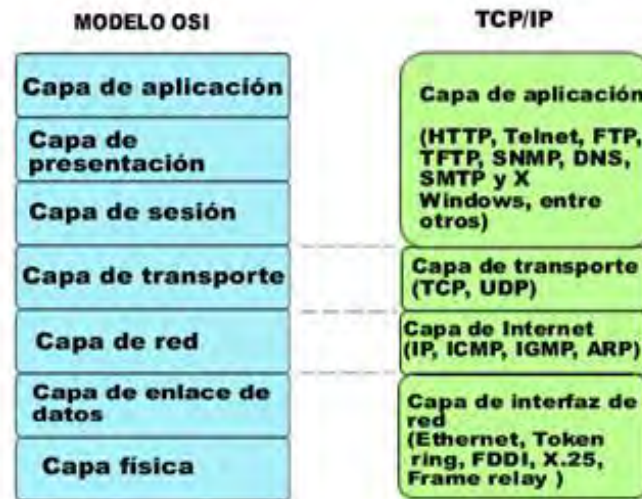 MODELO OSI
Capa de aplicación
Capa de
presentación
Capa de sesión
Capa de transporte
Capa de red
Capa de enlace de
datos
Capa física
TCP/IP
Capa de aplicación
(HTTP, Telnet, FTP,
TFTP, SNMP, DNS,
SMTP y X
Windows, entre
otros)
Capa de transporte
(TCP, UDP)
Capa de Internet
(IP, ICMP, IGMP, ARP)
Capa de interfaz de
red
(Ethernet, Token
ring, FDDI, X.25,
Frame relay )